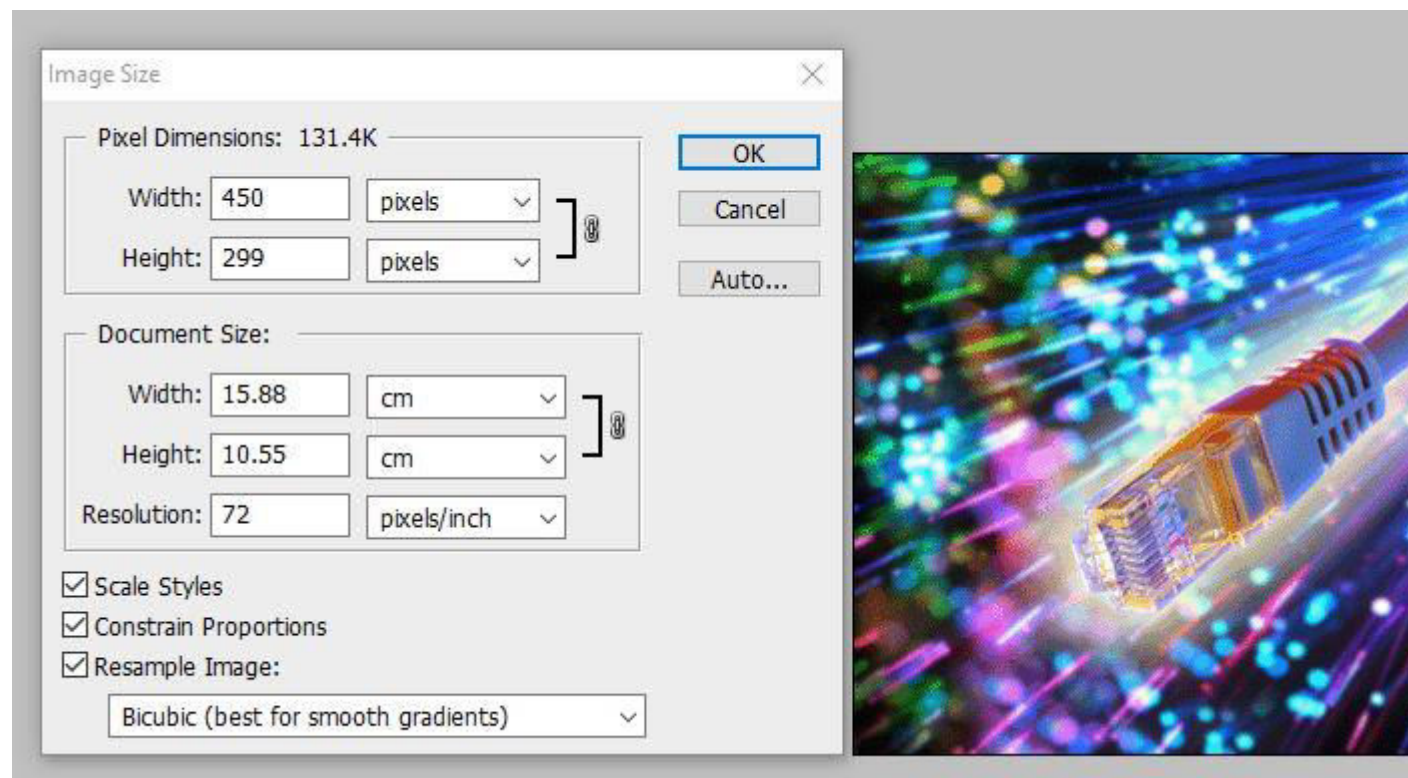 Image Size
Pixel Dimensions: 131.4K
Width: 450 pixels
Height: 299 pixels
OK
Cancel
Auto...
Document Size:
Width: 15.88 cm
Height: 10.55 cm
Resolution: 72 pixels/inch
Scale Styles
Constrain Proportions
Resample Image:
Bicubic (best for smooth gradients)